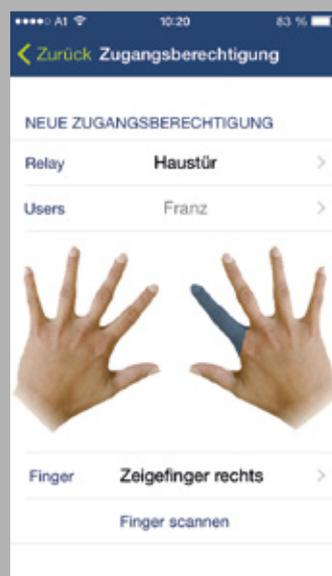 A1 10:20 83 %
Zurück Zugangsberechtigung
NEUE ZUGANGSBERECHTIGUNG
Relay Haustür
Users Franz
Finger Zeigefinger rechts
Finger scannen